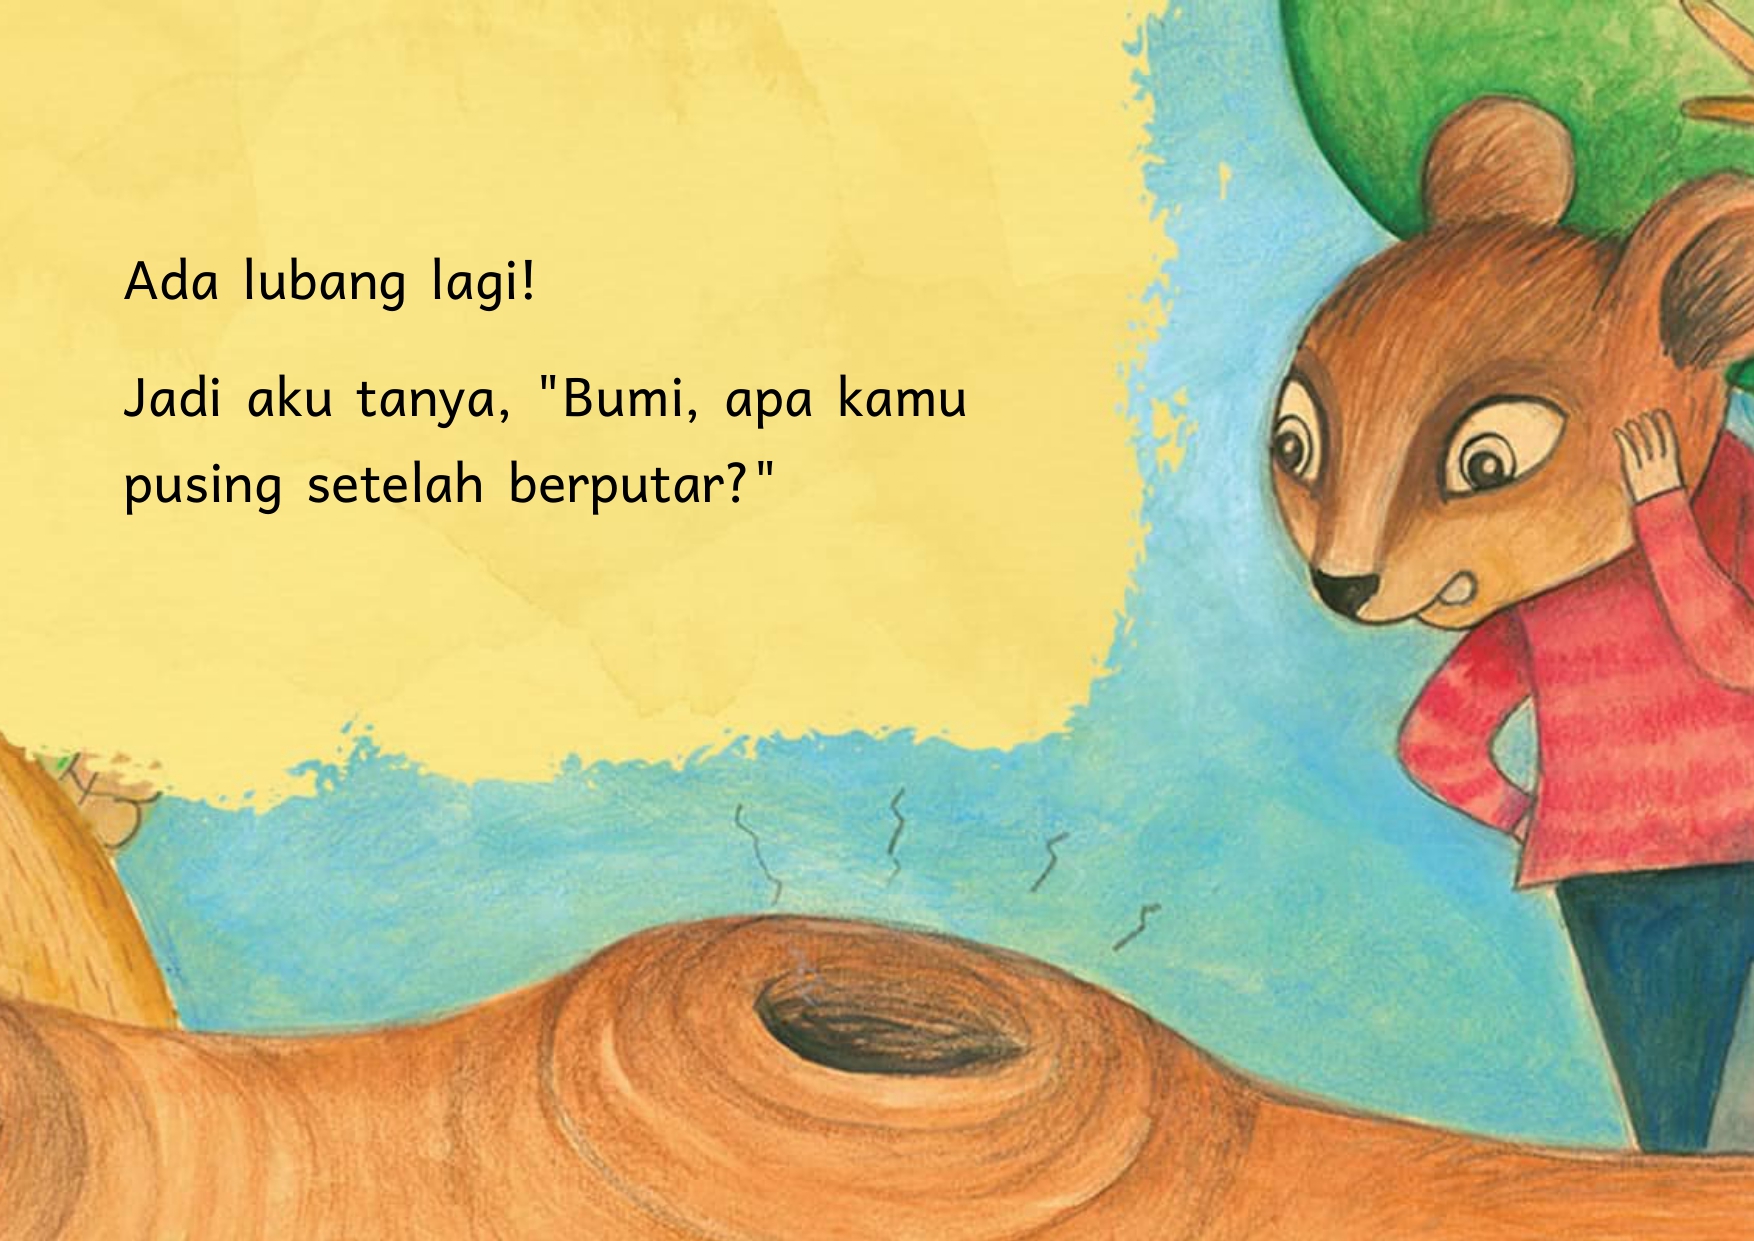 Ada lubang lagi!
Jadi aku tanya, "Bumi, apa kamu
pusing setelah berputar?"